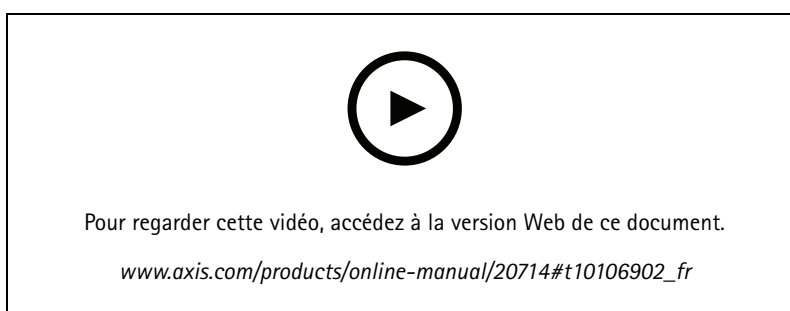 Pour regarder cette vidéo, accédez à la version Web de ce document.
www.axis.com/products/online-manual/20714#t10106902_fr